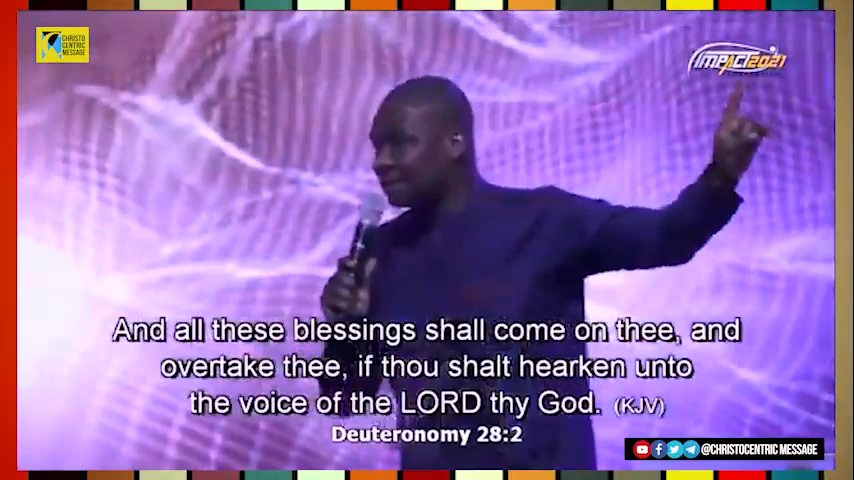 CHRISTO
CENTRIC
MESSAGE
IMPACT2021
And all these blessings shall come on thee, and
overtake thee, if thou shalt hearken unto
the voice of the LORD thy God. (KJV)
Deuteronomy 28:2
@CHRISTOCENTRIC MESSAGE